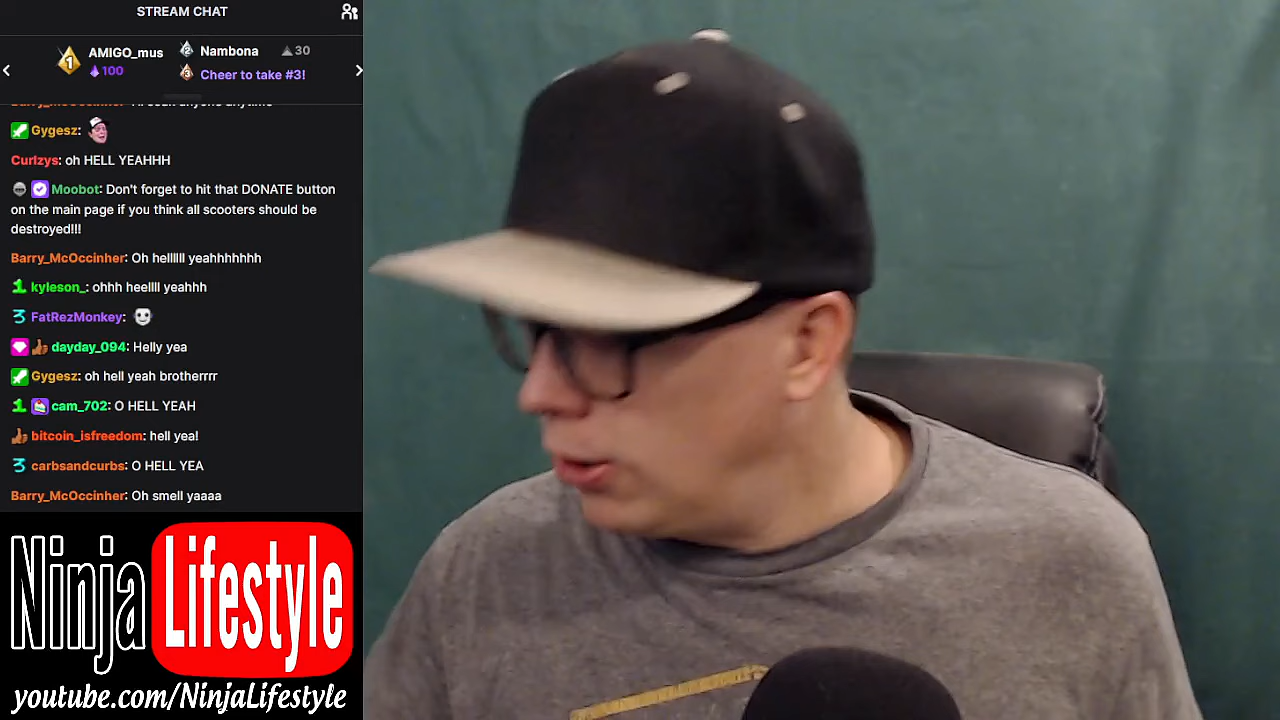 STREAM CHAT
AMIGO_mus
100
Nambona 30
Cheer to take #3!
Gygesz:
Curlzys: oh HELL YEAHHH
Moobot: Don't forget to hit that DONATE button
on the main page if you think all scooters should be
destroyed!!!
Barry_McOccinher: Oh hellllll yeahhhhhhh
kyleson_: ohhh heellll yeahhh
FatRezMonkey:
dayday_094: Helly yea
Gygesz: oh hell yeah brotherrrr
cam_702: O HELL YEAH
bitcoin_isfreedom: hell yea!
carbsandcurbs: O HELL YEA
Barry_McOccinher: Oh smell yaaaa
Ninja Lifestyle
youtube.com/NinjaLifestyle